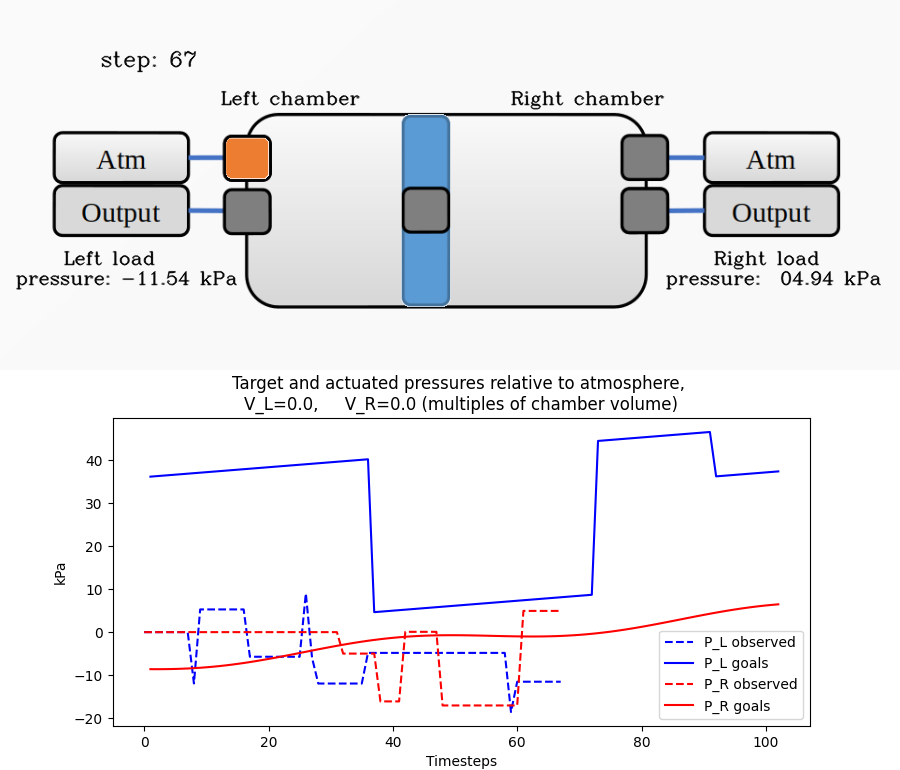 step: 67
Left chamber
Right chamber
Atm
Atm
Output
Output
Left load
pressure: −11.54 kPa
Right load
pressure: 04.94 kPa
Target and actuated pressures relative to atmosphere,
V_L=0.0, V_R=0.0 (multiples of chamber volume)
40
30
20
10
0
−10
−20
kPa
P_L observed
P_L goals
P_R observed
P_R goals
0
20
40
60
80
100
Timesteps